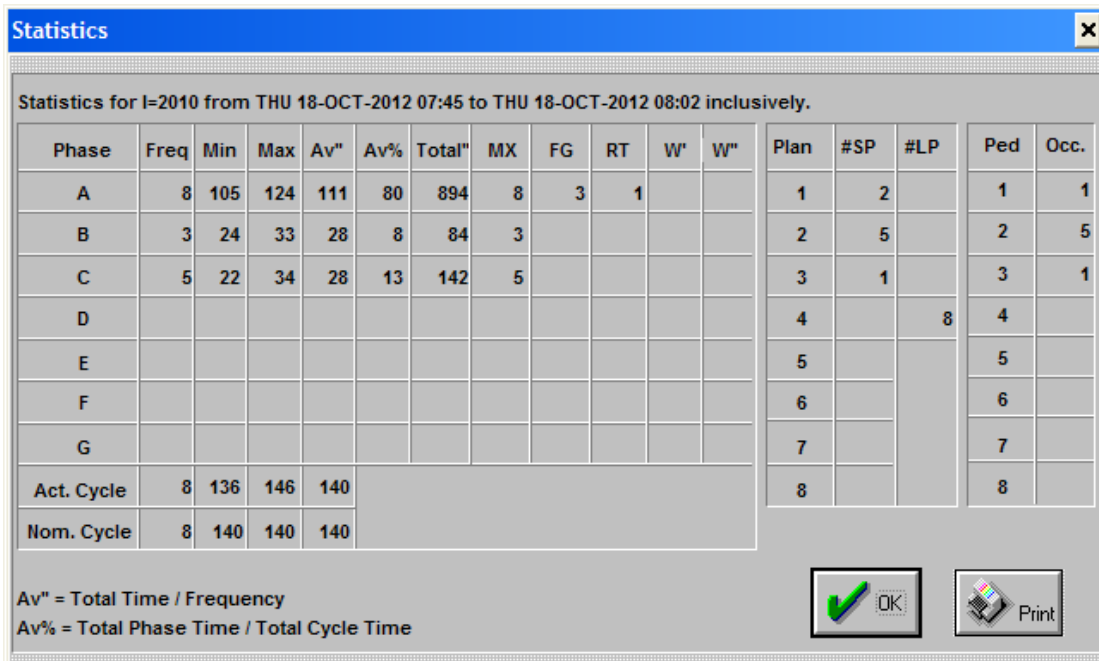 Statistics
Statistics for I=2010 from THU 18-OCT-2012 07:45 to THU 18-OCT-2012 08:02 inclusively.
Phase Freq Min Max Av" Av% Total" MX FG RT W' W" Plan #SP #LP Ped Occ.
A 8 105 124 111 80 894 8 3 1 1 2 1 1
B 3 24 33 28 8 84 3 2 5 2 5
C 5 22 34 28 13 142 5 3 1 3 1
D 4 8 4
E 5 5
F 6 6
G 7 7
Act. Cycle 8 136 146 140 8 8
Nom. Cycle 8 140 140 140
Av" = Total Time / Frequency
Av% = Total Phase Time / Total Cycle Time
OK
Print